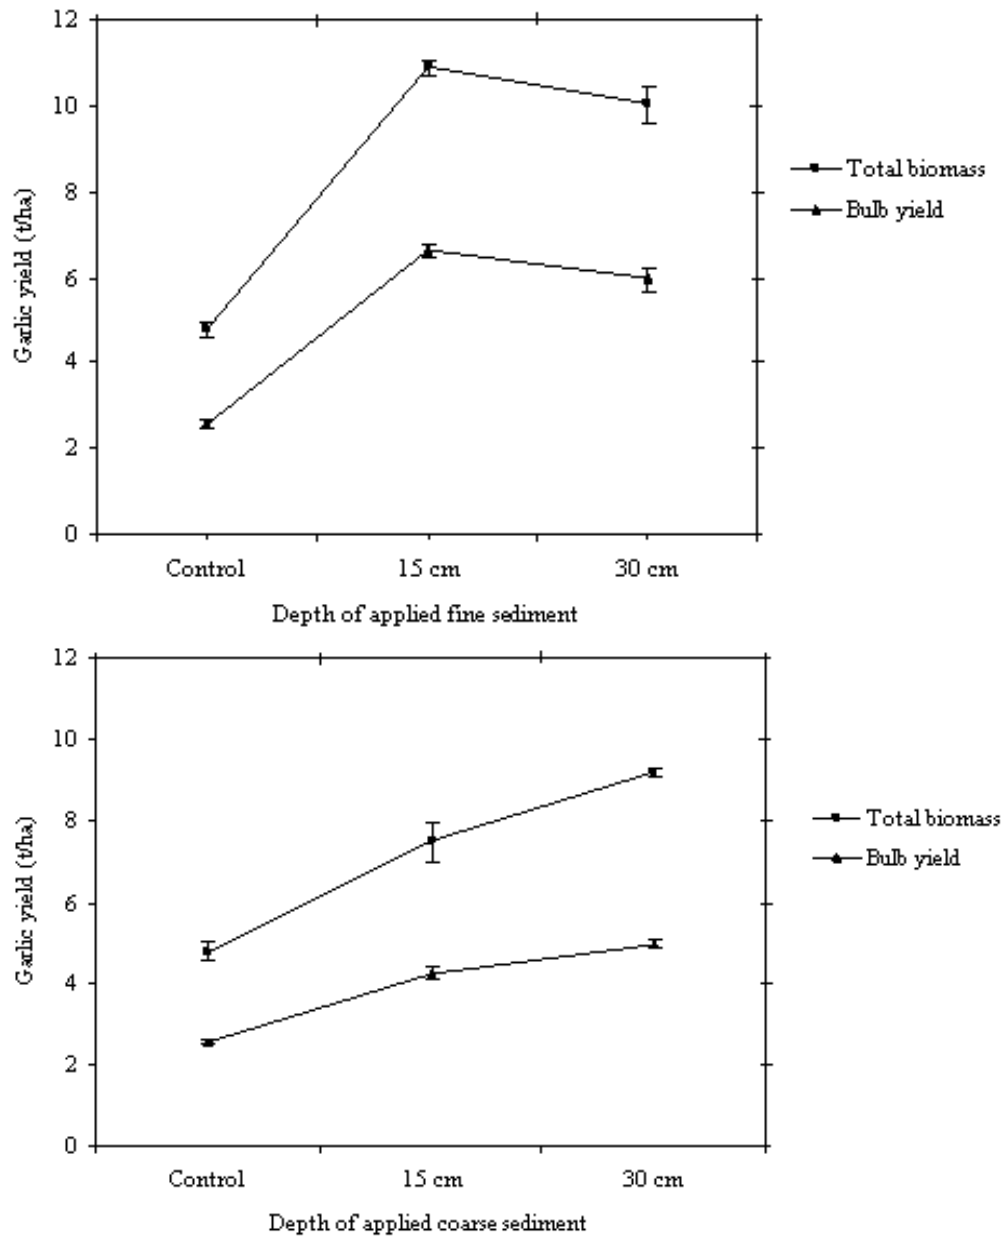 12
10
8
6
4
2
0
Garlic yield (t/ha)
Control 15 cm 30 cm
Depth of applied fine sediment
Total biomass
Bulb yield
12
10
8
6
4
2
0
Garlic yield (t/ha)
Control 15 cm 30 cm
Depth of applied coarse sediment
Total biomass
Bulb yield